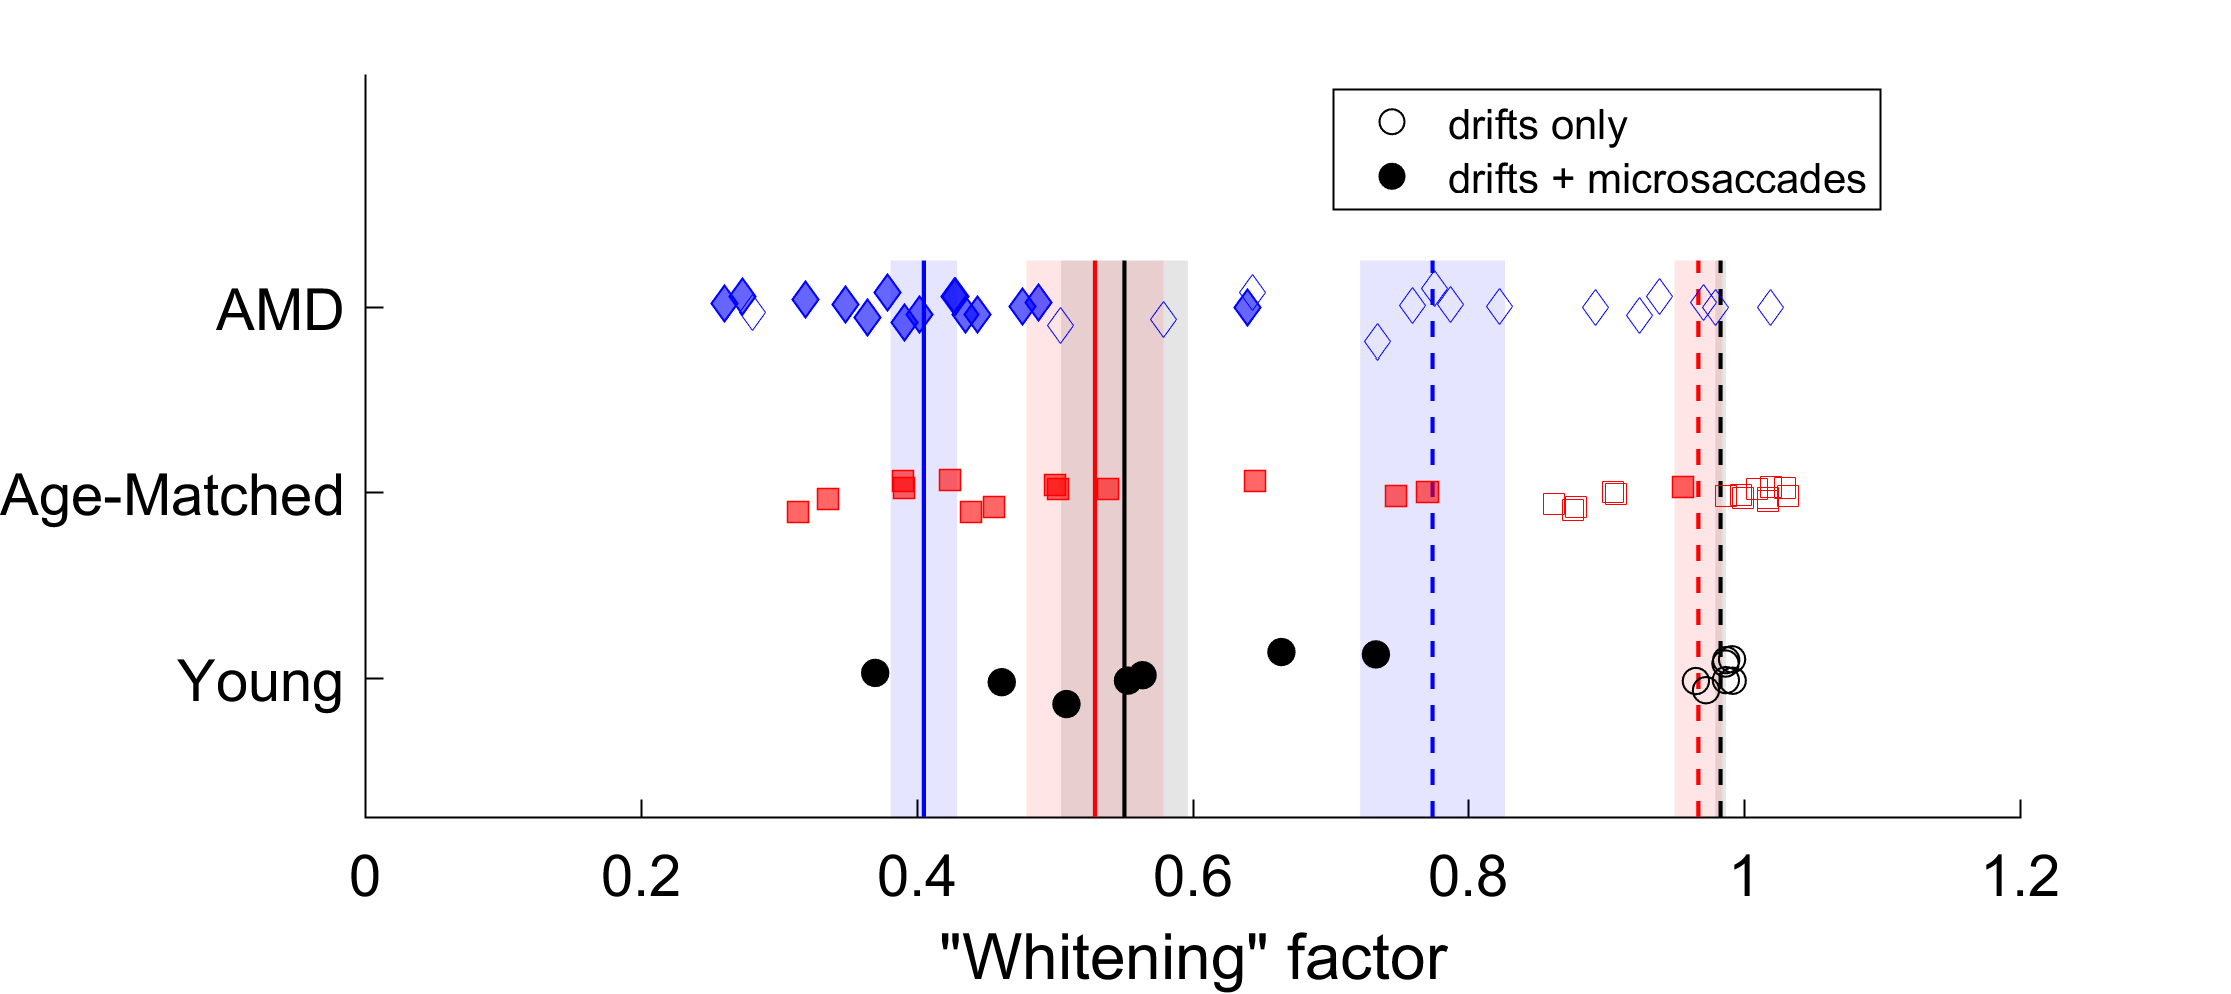 drifts only
drifts + microsaccades
AMD
Age-Matched
Young
0 0.2 0.4 0.6 0.8 1 1.2
"Whitening" factor